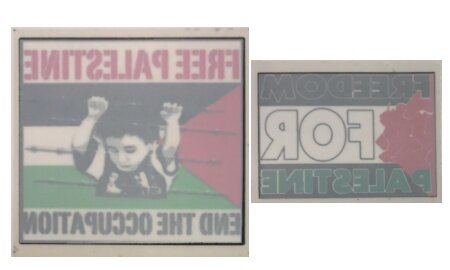 FREE PALESTINE
END THE OCCUPATION
FREEDOM
FOR
PALESTINE